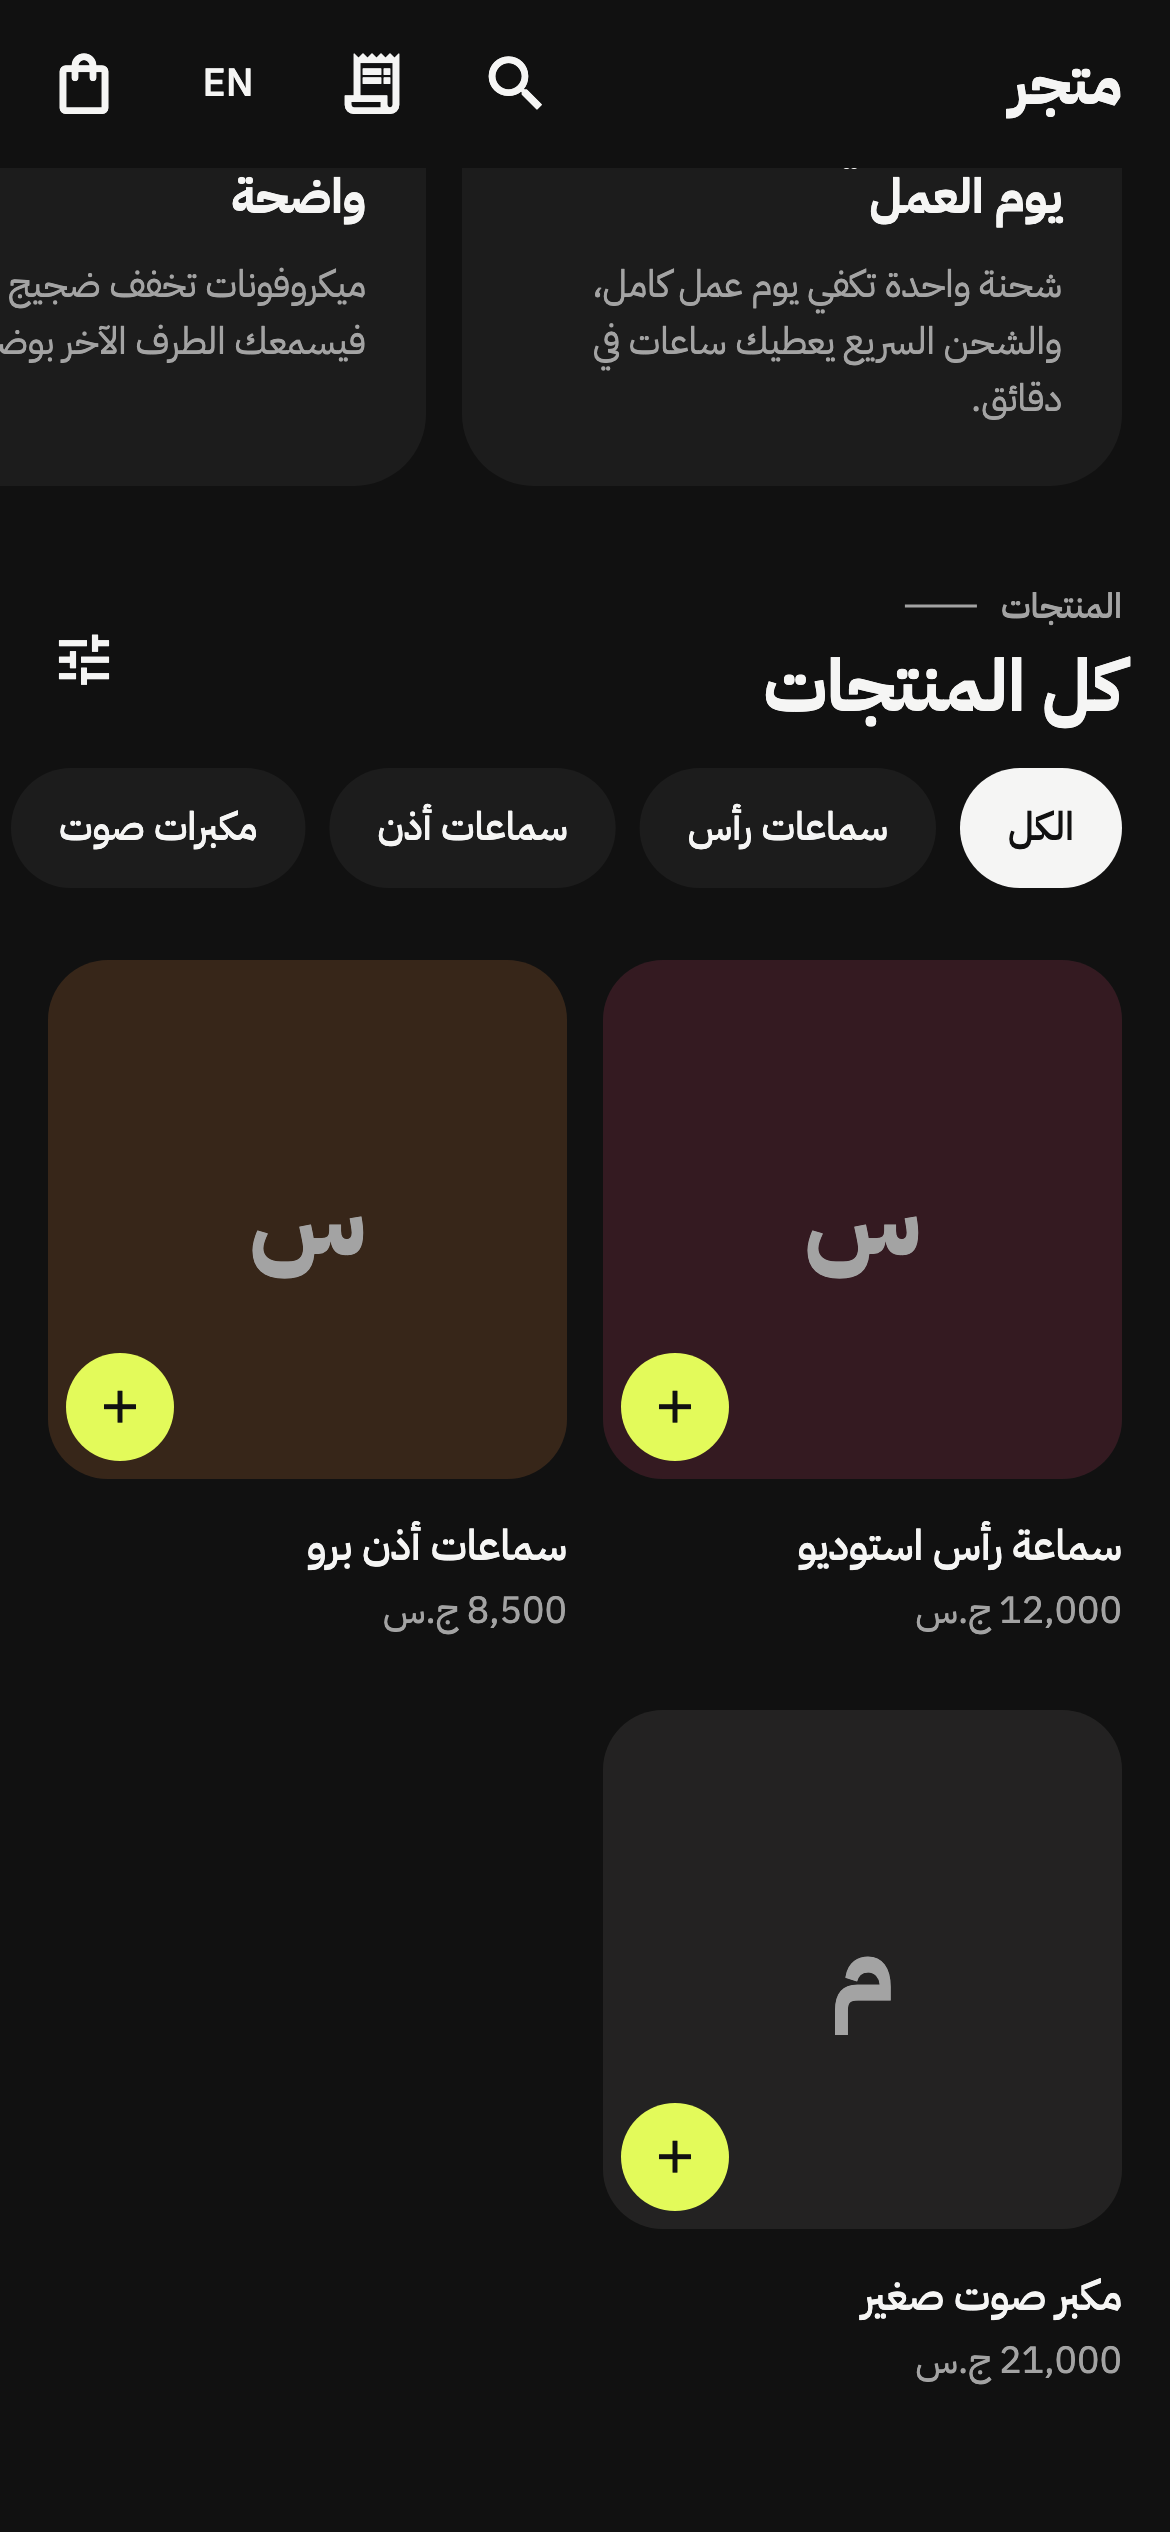 متجر
EN
يوم العمل
شحنة واحدة تكفي يوم عمل كامل،
والشحن السريع يعطيك ساعات في
دقائق.
واضحة
ميكروفونات تخفف ضجيج
فيسمعك الطرف الآخر
المنتجات
كل المنتجات
الكل
سماعات رأس
سماعات أذن
مكبرات صوت
س
س
سماعة رأس استوديو
12,000 ج.س
سماعات أذن برو
8,500 ج.س
م
مكبر صوت صغير
21,000 ج.س